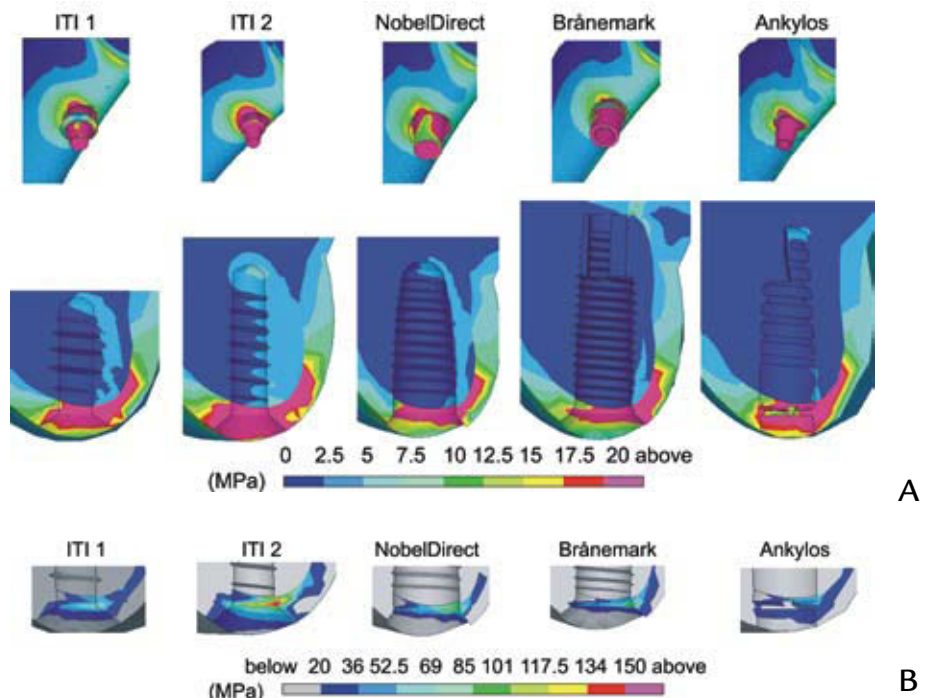 ITI 1 ITI 2 NobelDirect Brånemark Ankylos
0 2.5 5 7.5 10 12.5 15 17.5 20 above
(MPa)
A
ITI 1 ITI 2 NobelDirect Brånemark Ankylos
below 20 36 52.5 69 85 101 117.5 134 150 above
(MPa)
B